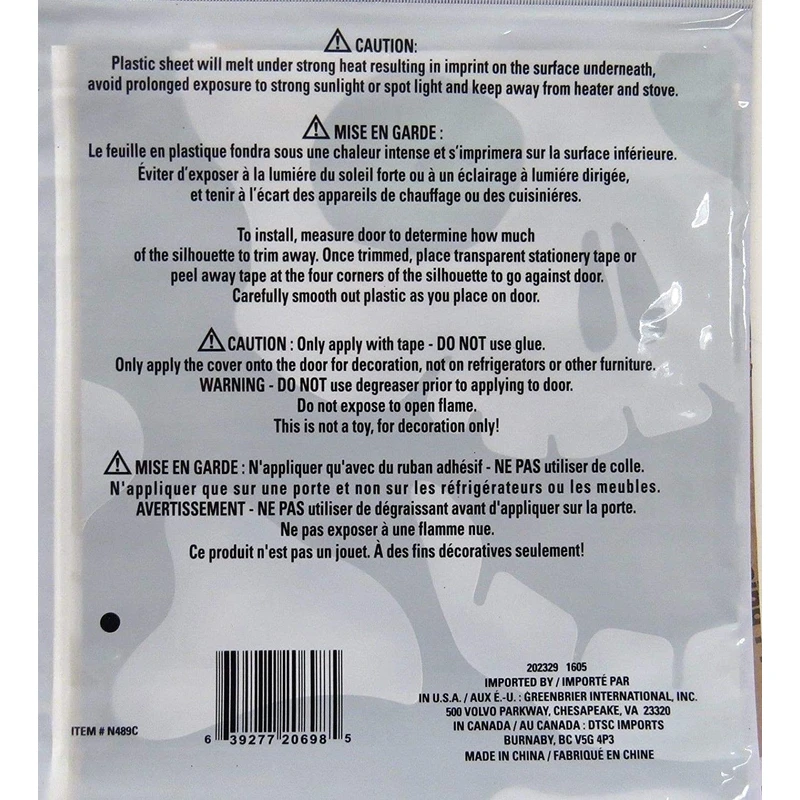 ⚠ CAUTION:
Plastic sheet will melt under strong heat resulting in imprint on the surface underneath,
avoid prolonged exposure to strong sunlight or spot light and keep away from heater and stove.
⚠ MISE EN GARDE :
Le feuille en plastique fondra sous une chaleur intense et s'imprimera sur la surface inférieure.
Éviter d'exposer à la lumiére du soleil forte ou à un éclairage à lumiére dirigée,
et tenir à l'écart des appareils de chauffage ou des cuisiniéres.
To install, measure door to determine how much
of the silhouette to trim away. Once trimmed, place transparent stationery tape or
peel away tape at the four corners of the silhouette to go against door.
Carefully smooth out plastic as you place on door.
⚠ CAUTION : Only apply with tape - DO NOT use glue.
Only apply the cover onto the door for decoration, not on refrigerators or other furniture.
WARNING - DO NOT use degreaser prior to applying to door.
Do not expose to open flame.
This is not a toy, for decoration only!
⚠ MISE EN GARDE : N'appliquer qu'avec du ruban adhésif - NE PAS utiliser de colle.
N'appliquer que sur une porte et non sur les réfrigérateurs ou les meubles.
AVERTISSEMENT - NE PAS utiliser de dégraissant avant d'appliquer sur la porte.
Ne pas exposer à une flamme nue.
Ce produit n'est pas un jouet. À des fins décoratives seulement!
202329 1605
IMPORTED BY / IMPORTÉ PAR
IN U.S.A. / AUX É.-U. : GREENBRIER INTERNATIONAL, INC.
500 VOLVO PARKWAY, CHESAPEAKE, VA 23320
IN CANADA / AU CANADA : DTSC IMPORTS
BURNABY, BC V5G 4P3
MADE IN CHINA / FABRIQUÉ EN CHINE
ITEM # N489C
6 39277 20698 5